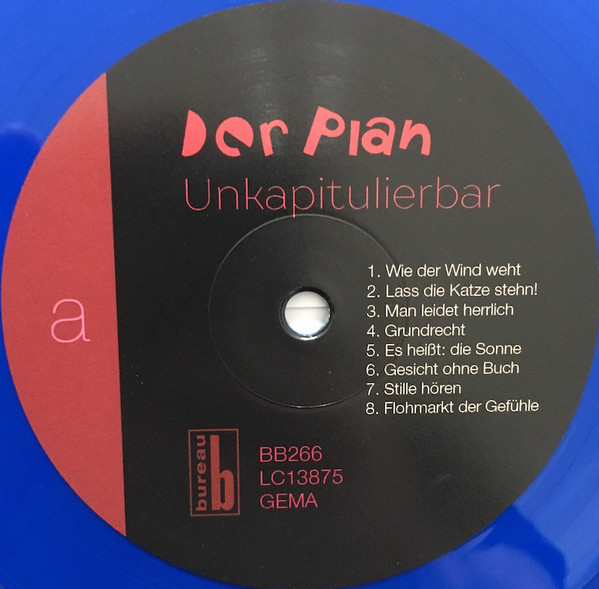 Der Plan
Unkapitulierbar
a
1. Wie der Wind weht
2. Lass die Katze stehn!
3. Man leidet herrlich
4. Grundrecht
5. Es heißt: die Sonne
6. Gesicht ohne Buch
7. Stille hören
8. Flohmarkt der Gefühle
bureau b
BB266
LC13875
GEMA